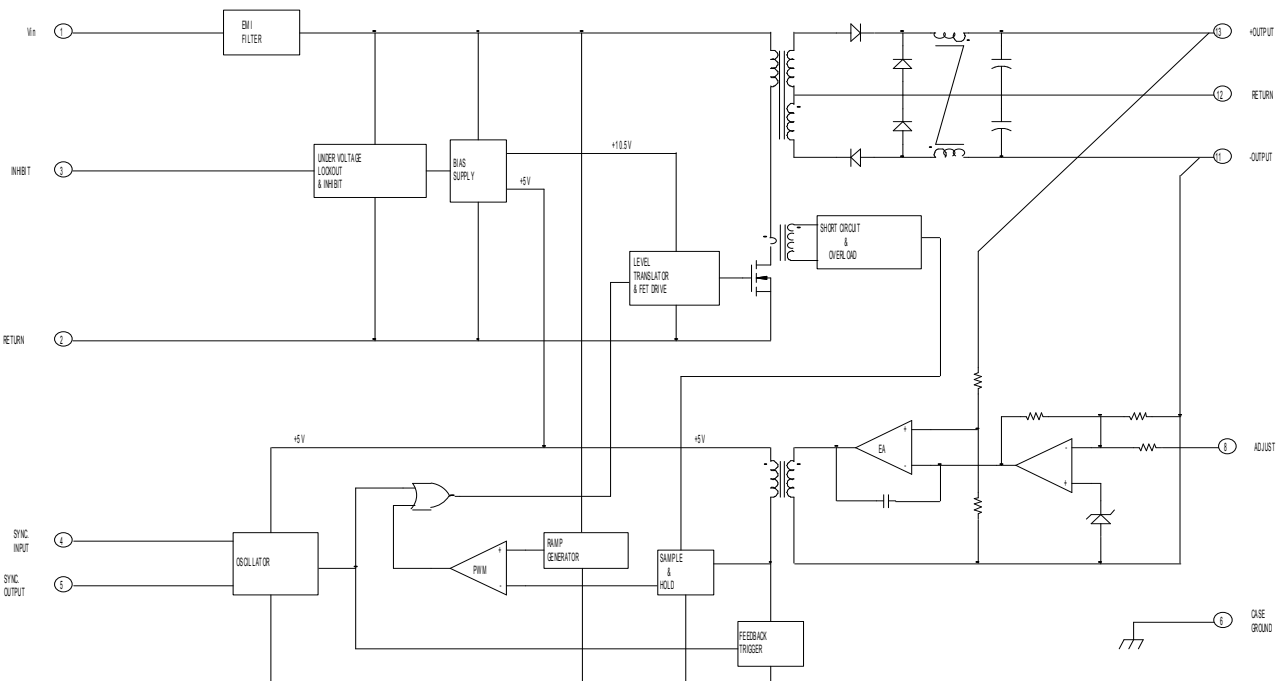 Vin
1
EMI
FILTER
13
+OUTPUT
12
RETURN
INHIBIT
3
UNDER VOLTAGE
LOCKOUT
& INHIBIT
BIAS
SUPPLY
+10.5V
+5V
11
-OUTPUT
SHORT CIRCUIT
&
OVERLOAD
LEVEL
TRANSLATOR
& FET DRIVE
RETURN
2
+5V
+5V
+
EA
-
-
+
8
ADJUST
SYNC.
INPUT
4
OSCILLATOR
SYNC.
OUTPUT
5
+
PWM
-
RAMP
GENERATOR
SAMPLE
&
HOLD
FEEDBACK
TRIGGER
6
CASE
GROUND